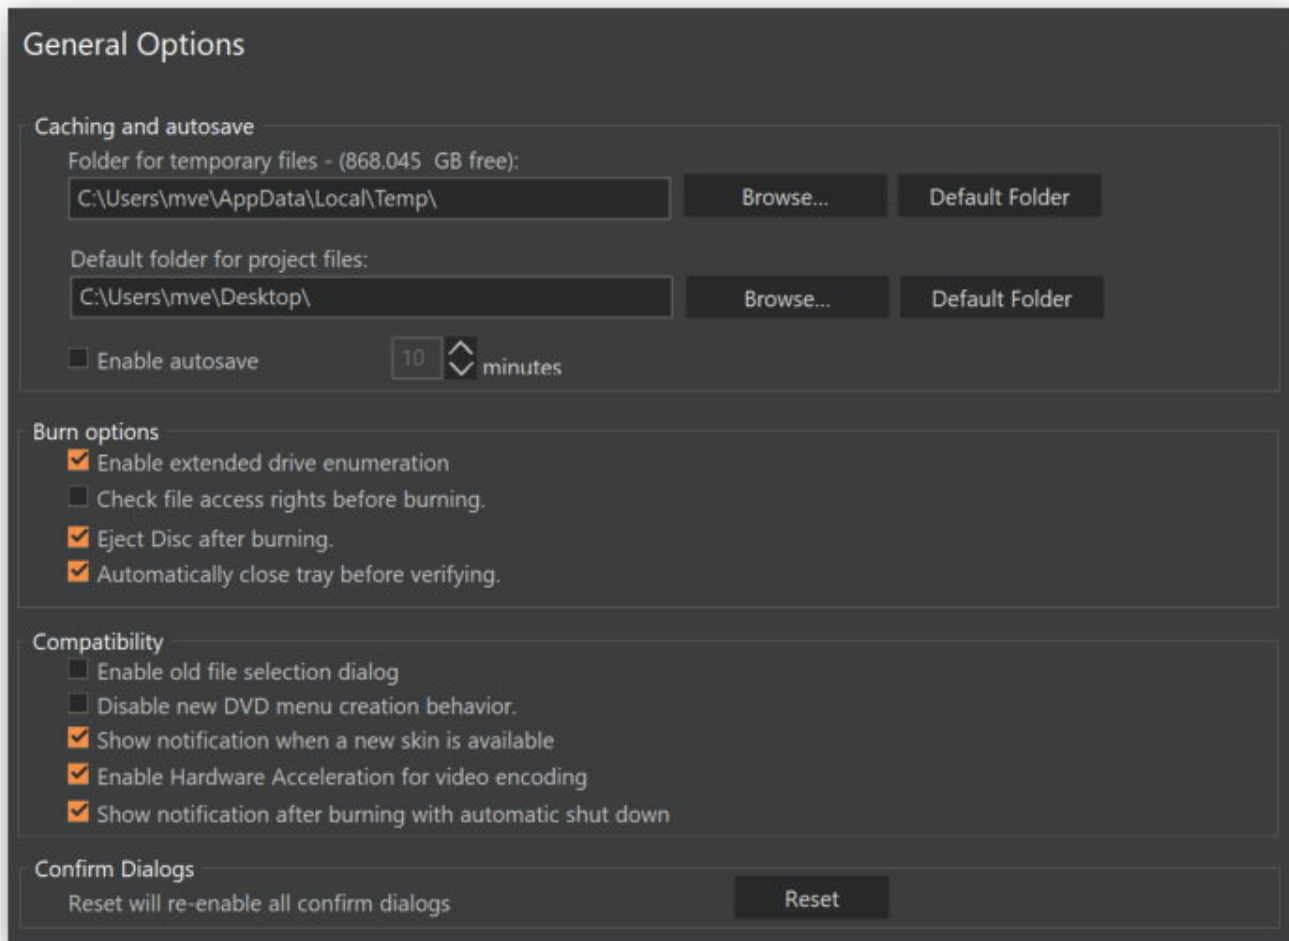 General Options
Caching and autosave
Folder for temporary files - (868.045  GB free):
C:\Users\mve\AppData\Local\Temp\ Browse... Default Folder
Default folder for project files:
C:\Users\mve\Desktop\ Browse... Default Folder
Enable autosave 10 minutes
Burn options
Enable extended drive enumeration
Check file access rights before burning.
Eject Disc after burning.
Automatically close tray before verifying.
Compatibility
Enable old file selection dialog
Disable new DVD menu creation behavior.
Show notification when a new skin is available
Enable Hardware Acceleration for video encoding
Show notification after burning with automatic shut down
Confirm Dialogs
Reset will re-enable all confirm dialogs Reset